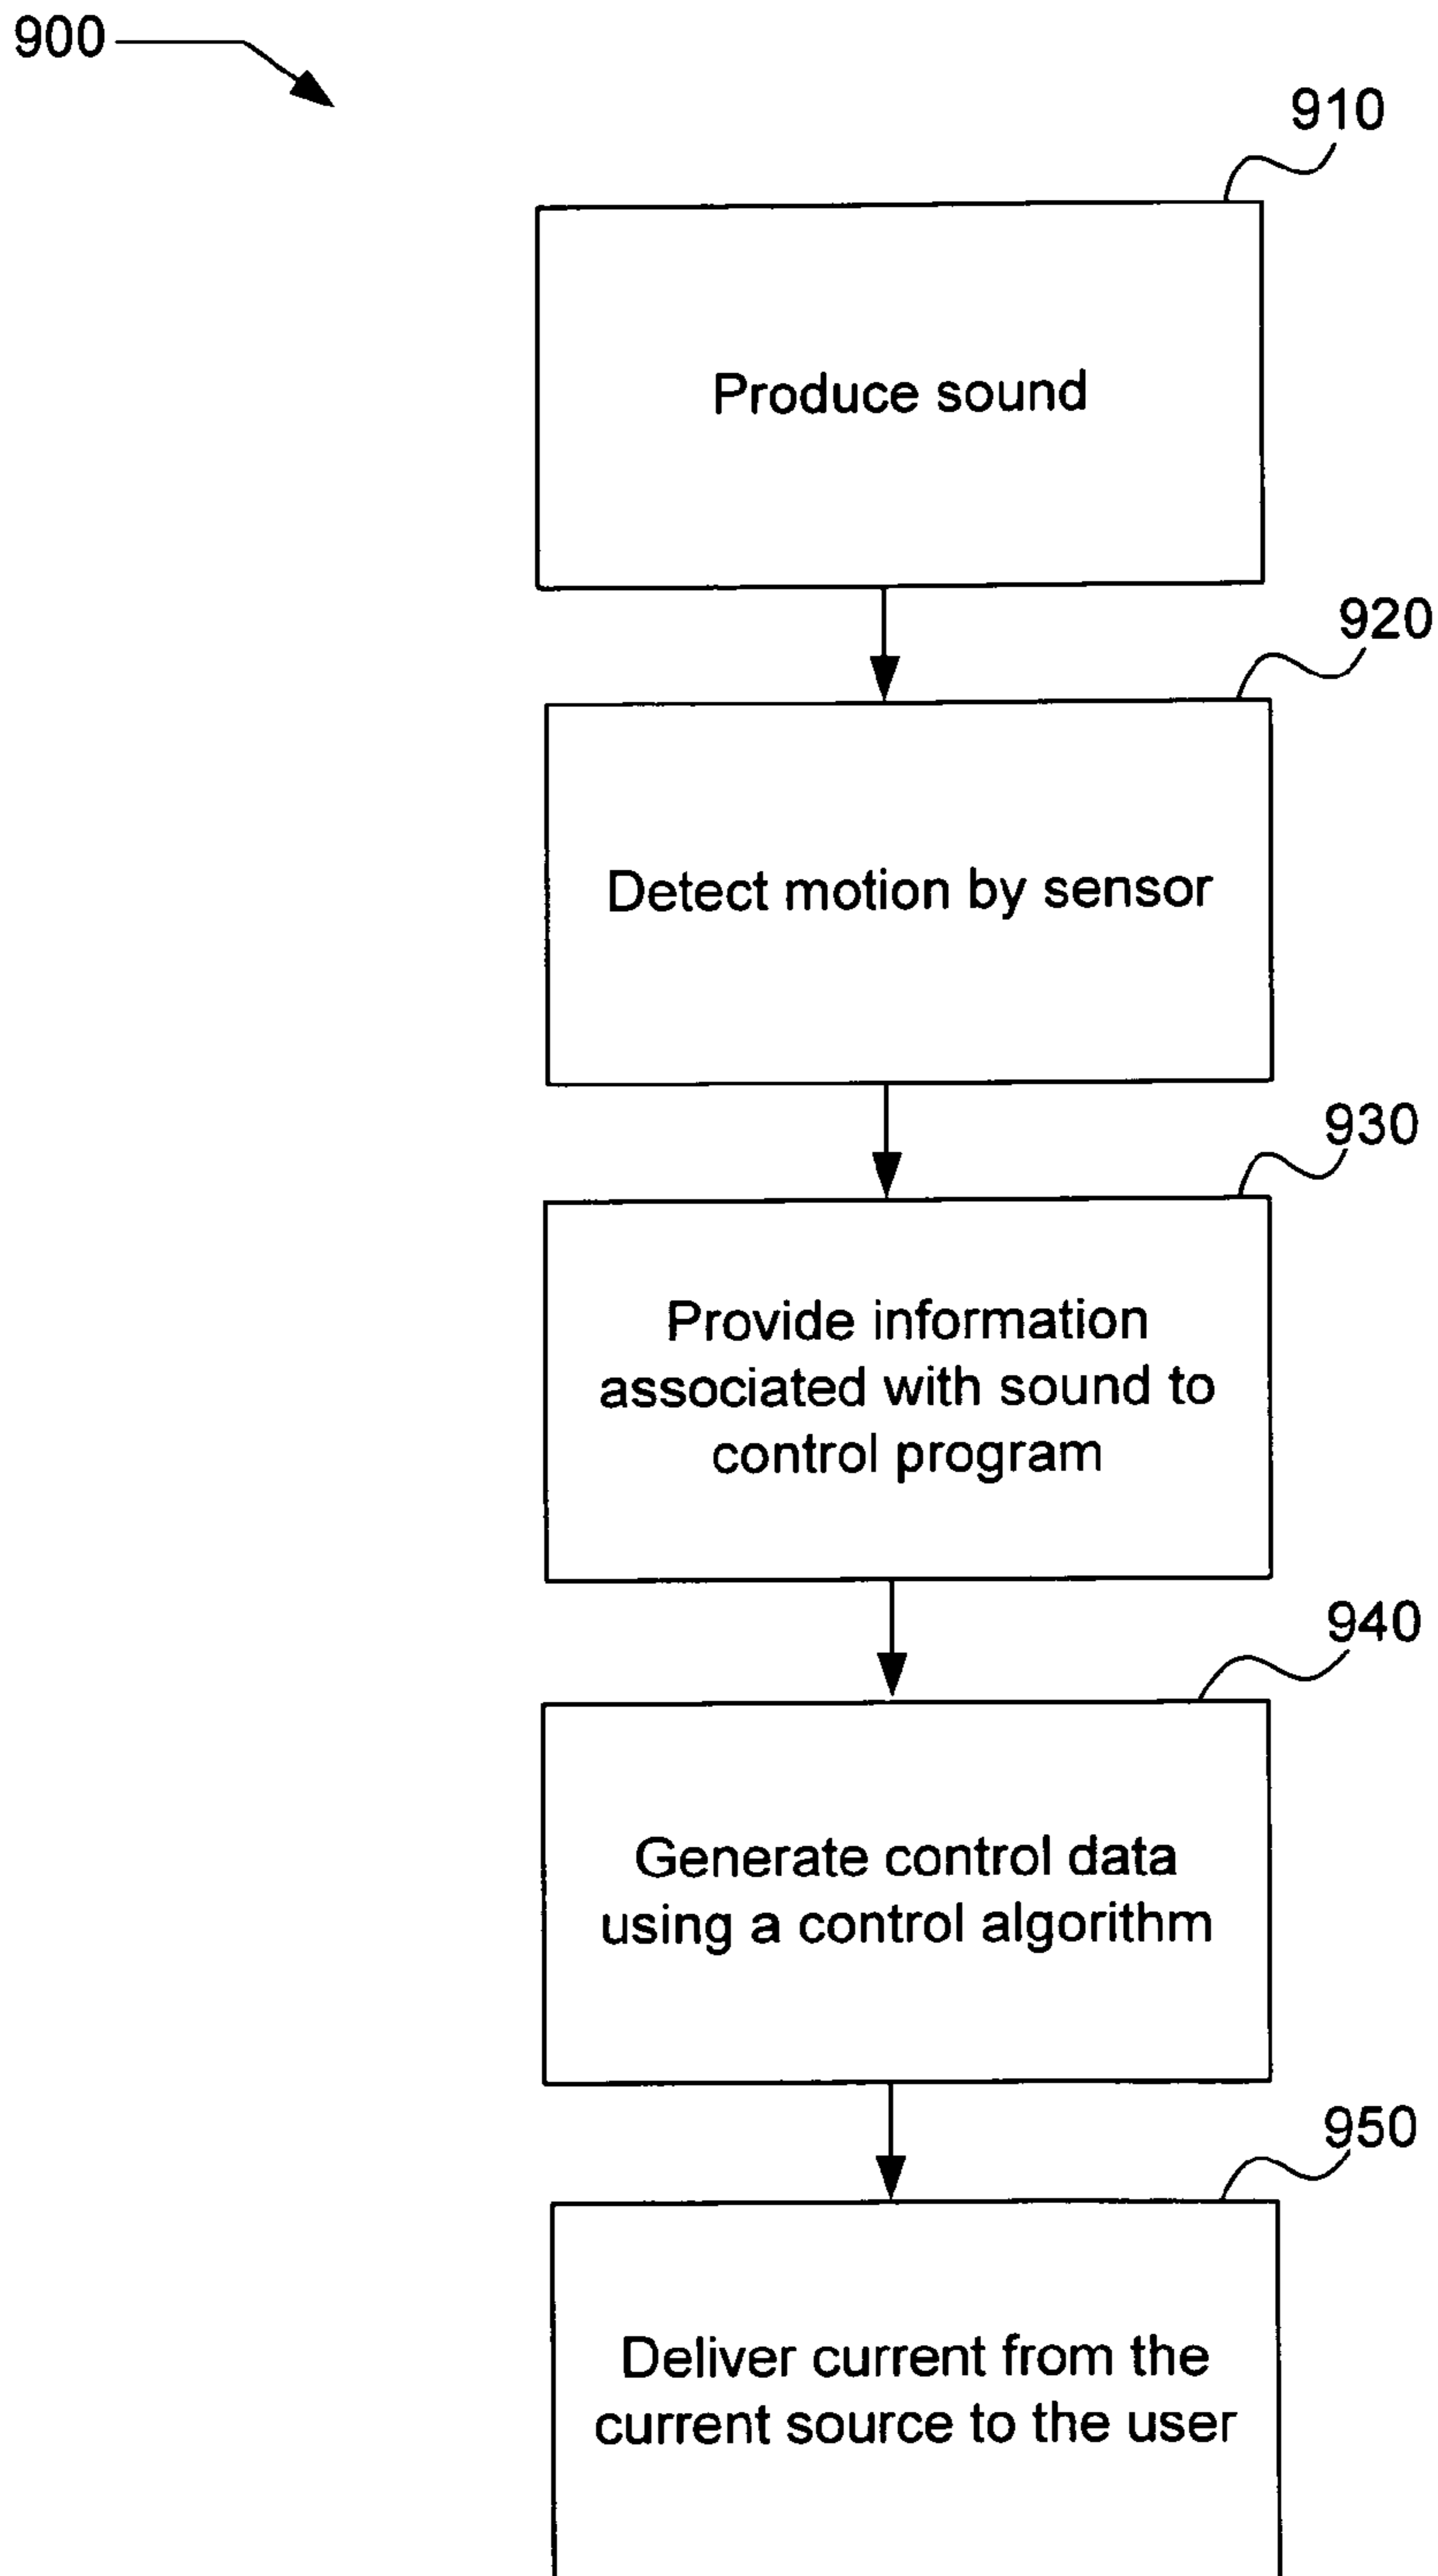 900
910
Produce sound
920
Detect motion by sensor
930
Provide information
associated with sound to
control program
940
Generate control data
using a control algorithm
950
Deliver current from the
current source to the user